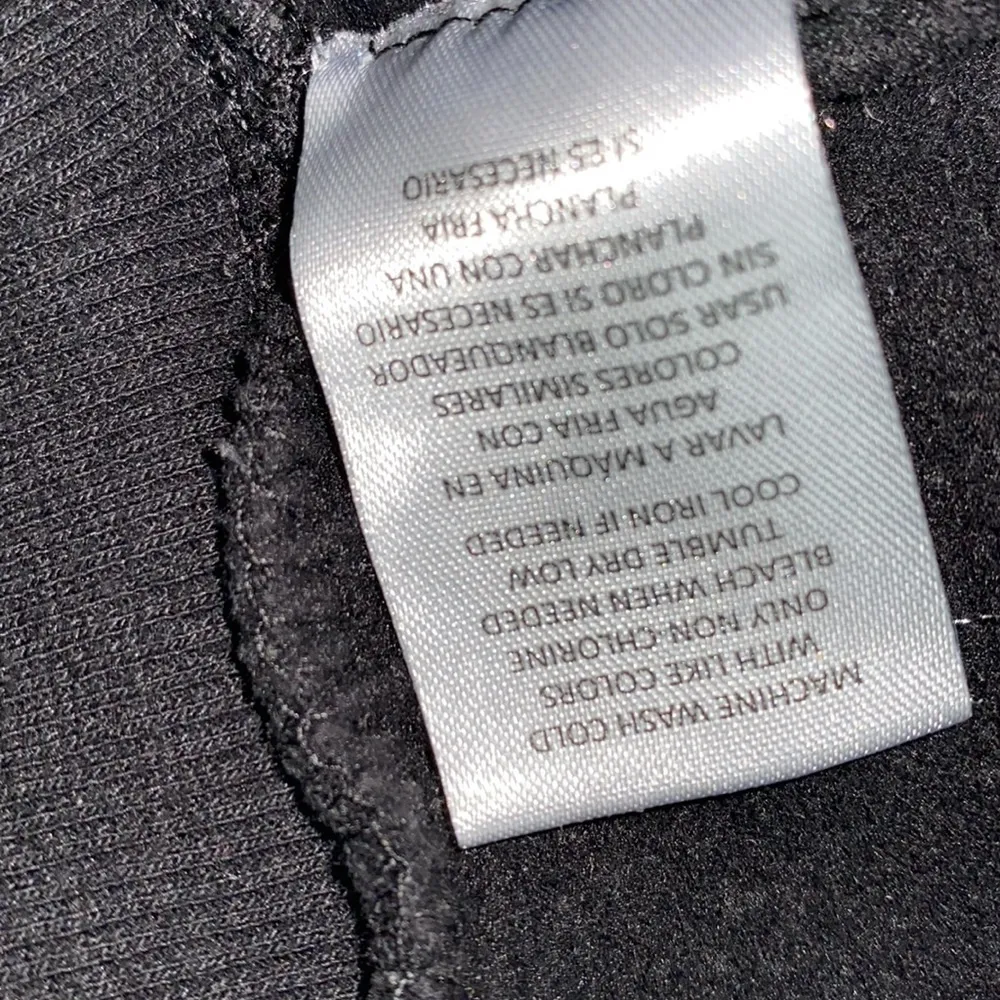 MACHINE WASH COLD
WITH LIKE COLORS
ONLY NON-CHLORINE
BLEACH WHEN NEEDED
TUMBLE DRY LOW
COOL IRON IF NEEDED
LAVAR A MÁQUINA EN
AGUA FRIA CON
COLORES SIMILARES
USAR SOLO BLANQUEADOR
SIN CLORO SI ES NECESARIO
PLANCHAR CON UNA
PLANCHA FRIA
SI ES NECESARIO